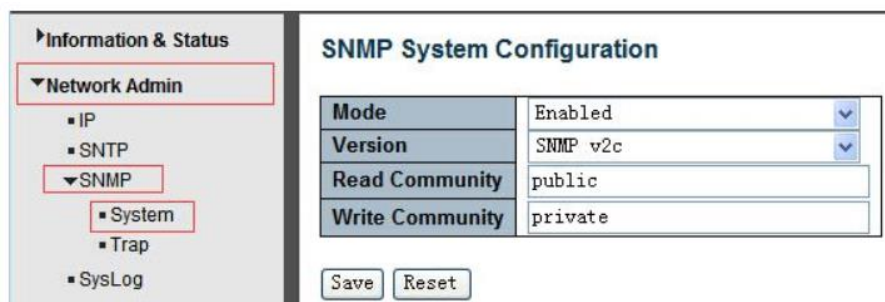 Information & Status
Network Admin
IP
SNTP
SNMP
System
Trap
SysLog
SNMP System Configuration
Mode Enabled
Version SNMP v2c
Read Community public
Write Community private
Save Reset